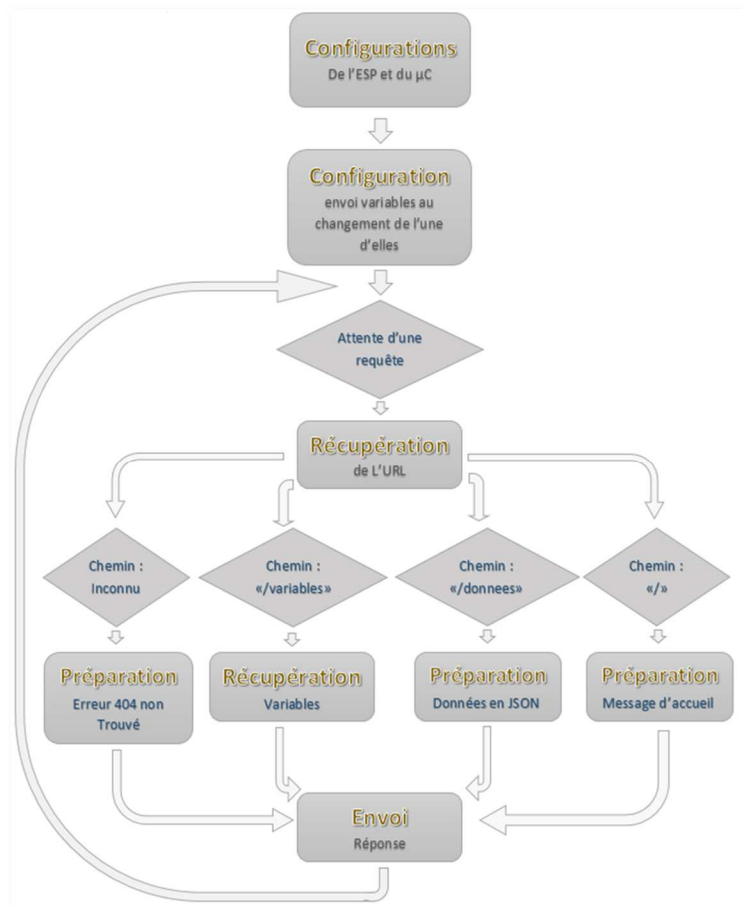 Configurations
De l'ESP et du µC
Configuration
envoi variables au
changement de l'une
d'elles
Attente d'une
requête
Récupération
de L'URL
Chemin :
Inconnu
Chemin :
«/variables»
Chemin :
«/donnees»
Chemin :
«/»
Préparation
Erreur 404 non
Trouvé
Récupération
Variables
Préparation
Données en JSON
Préparation
Message d'accueil
Envoi
Réponse